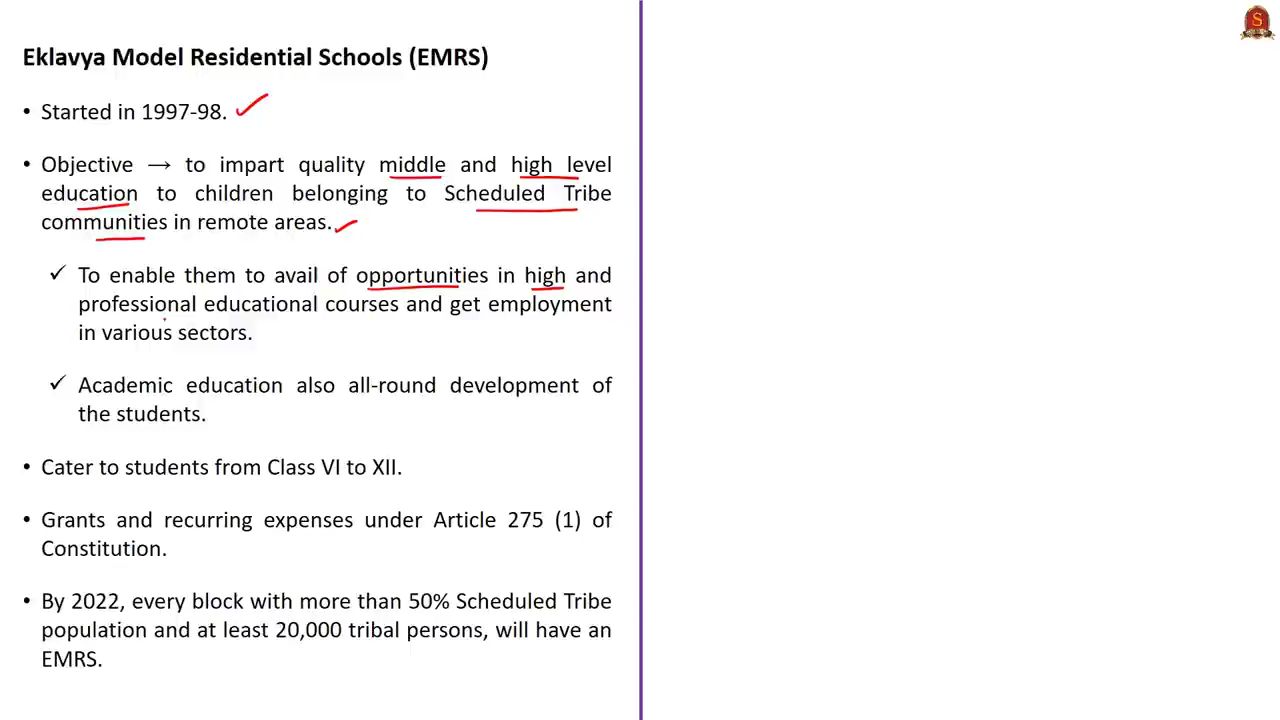 Eklavya Model Residential Schools (EMRS)
• Started in 1997-98.
• Objective → to impart quality middle and high level
education to children belonging to Scheduled Tribe
communities in remote areas.
✓ To enable them to avail of opportunities in high and
professional educational courses and get employment
in various sectors.
✓ Academic education also all-round development of
the students.
• Cater to students from Class VI to XII.
• Grants and recurring expenses under Article 275 (1) of
Constitution.
• By 2022, every block with more than 50% Scheduled Tribe
population and at least 20,000 tribal persons, will have an
EMRS.
S